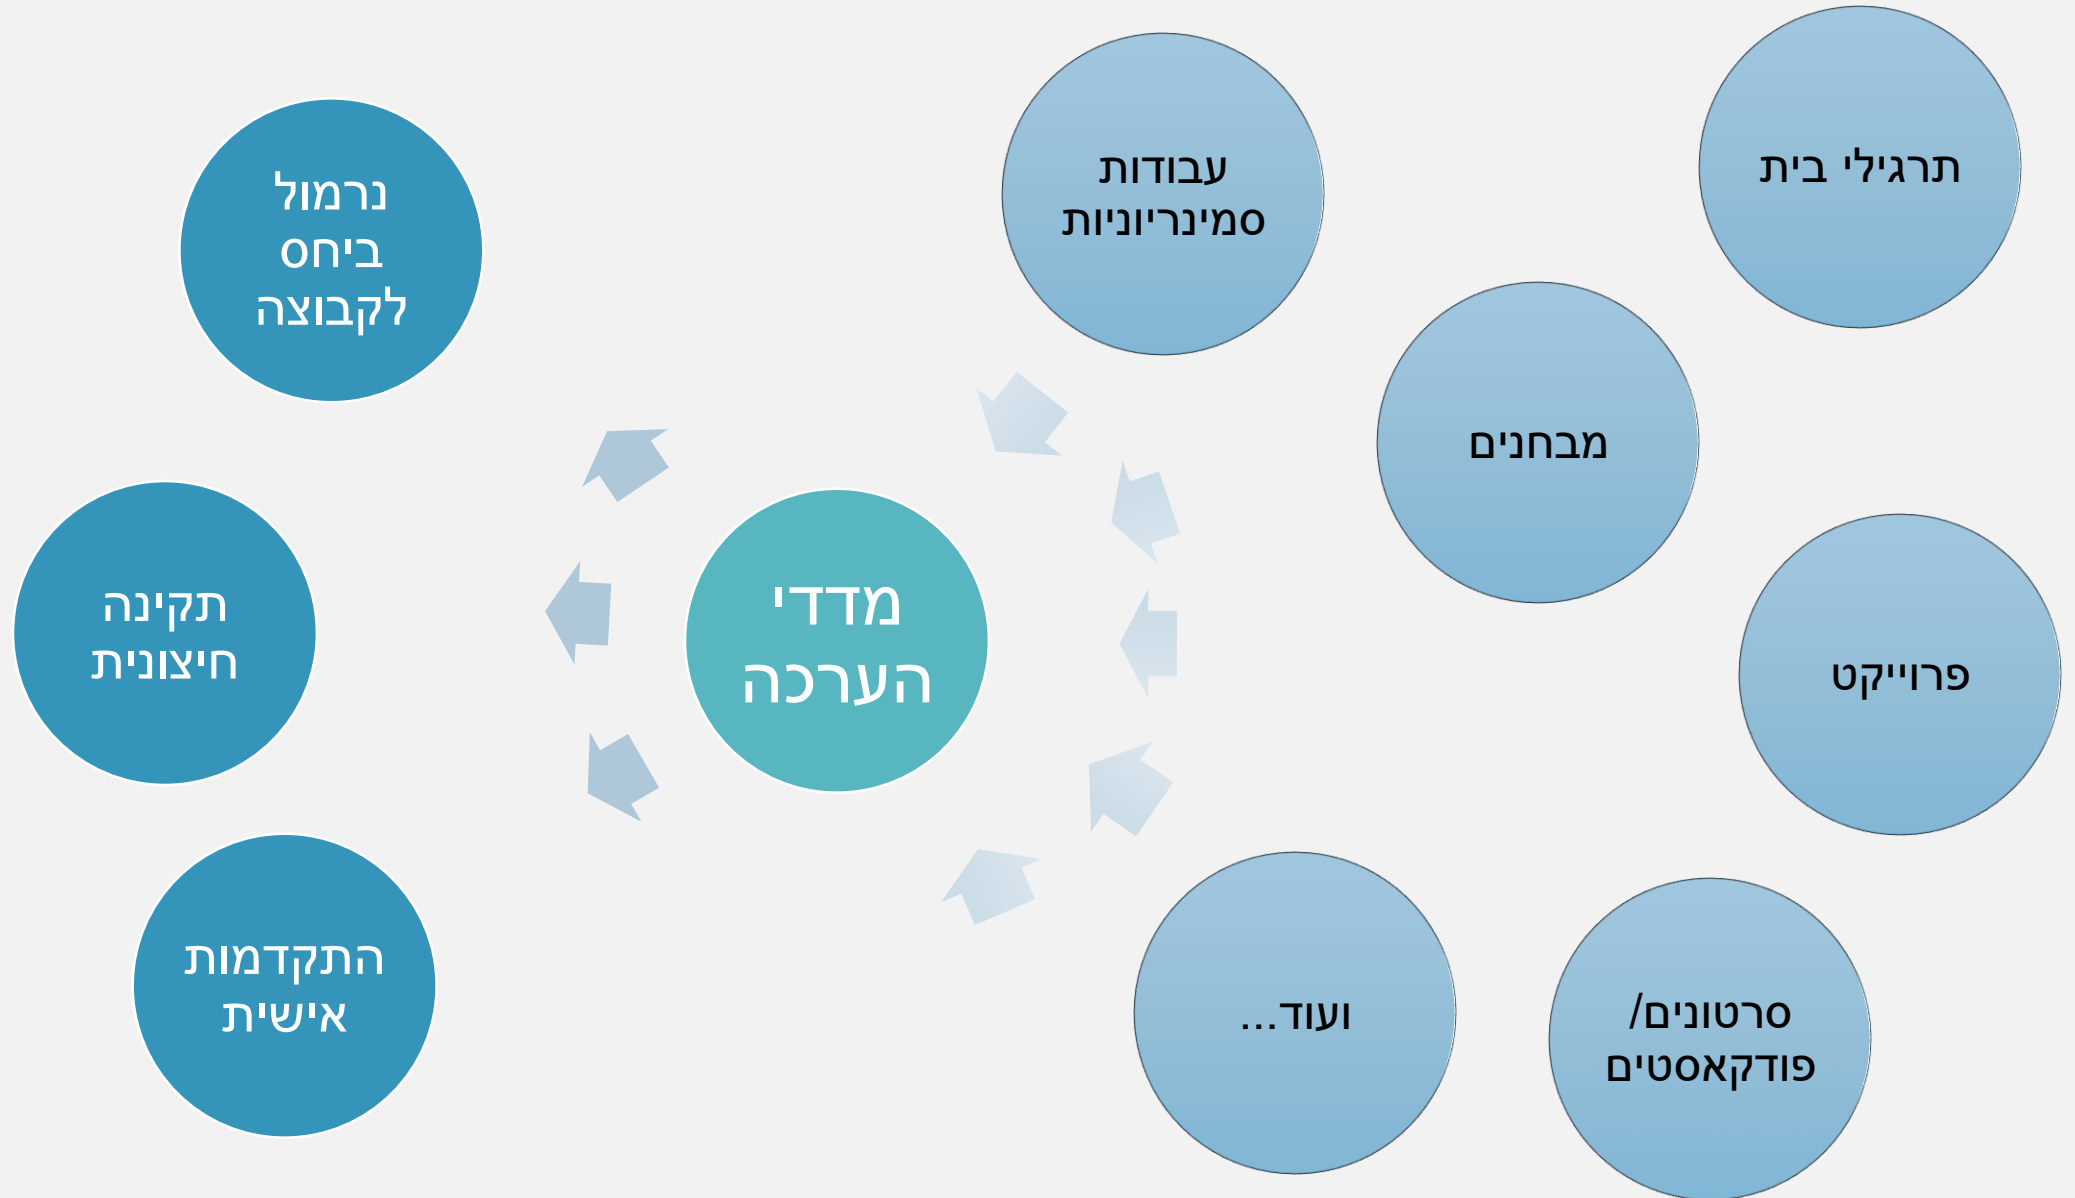 תרגילי בית
עבודות
סמינריוניות
מבחנים
פרוייקט
סרטונים/
פודקאסטים
ועוד...
מדדי
הערכה
נרמול
ביחס
לקבוצה
תקינה
חיצונית
התקדמות
אישית